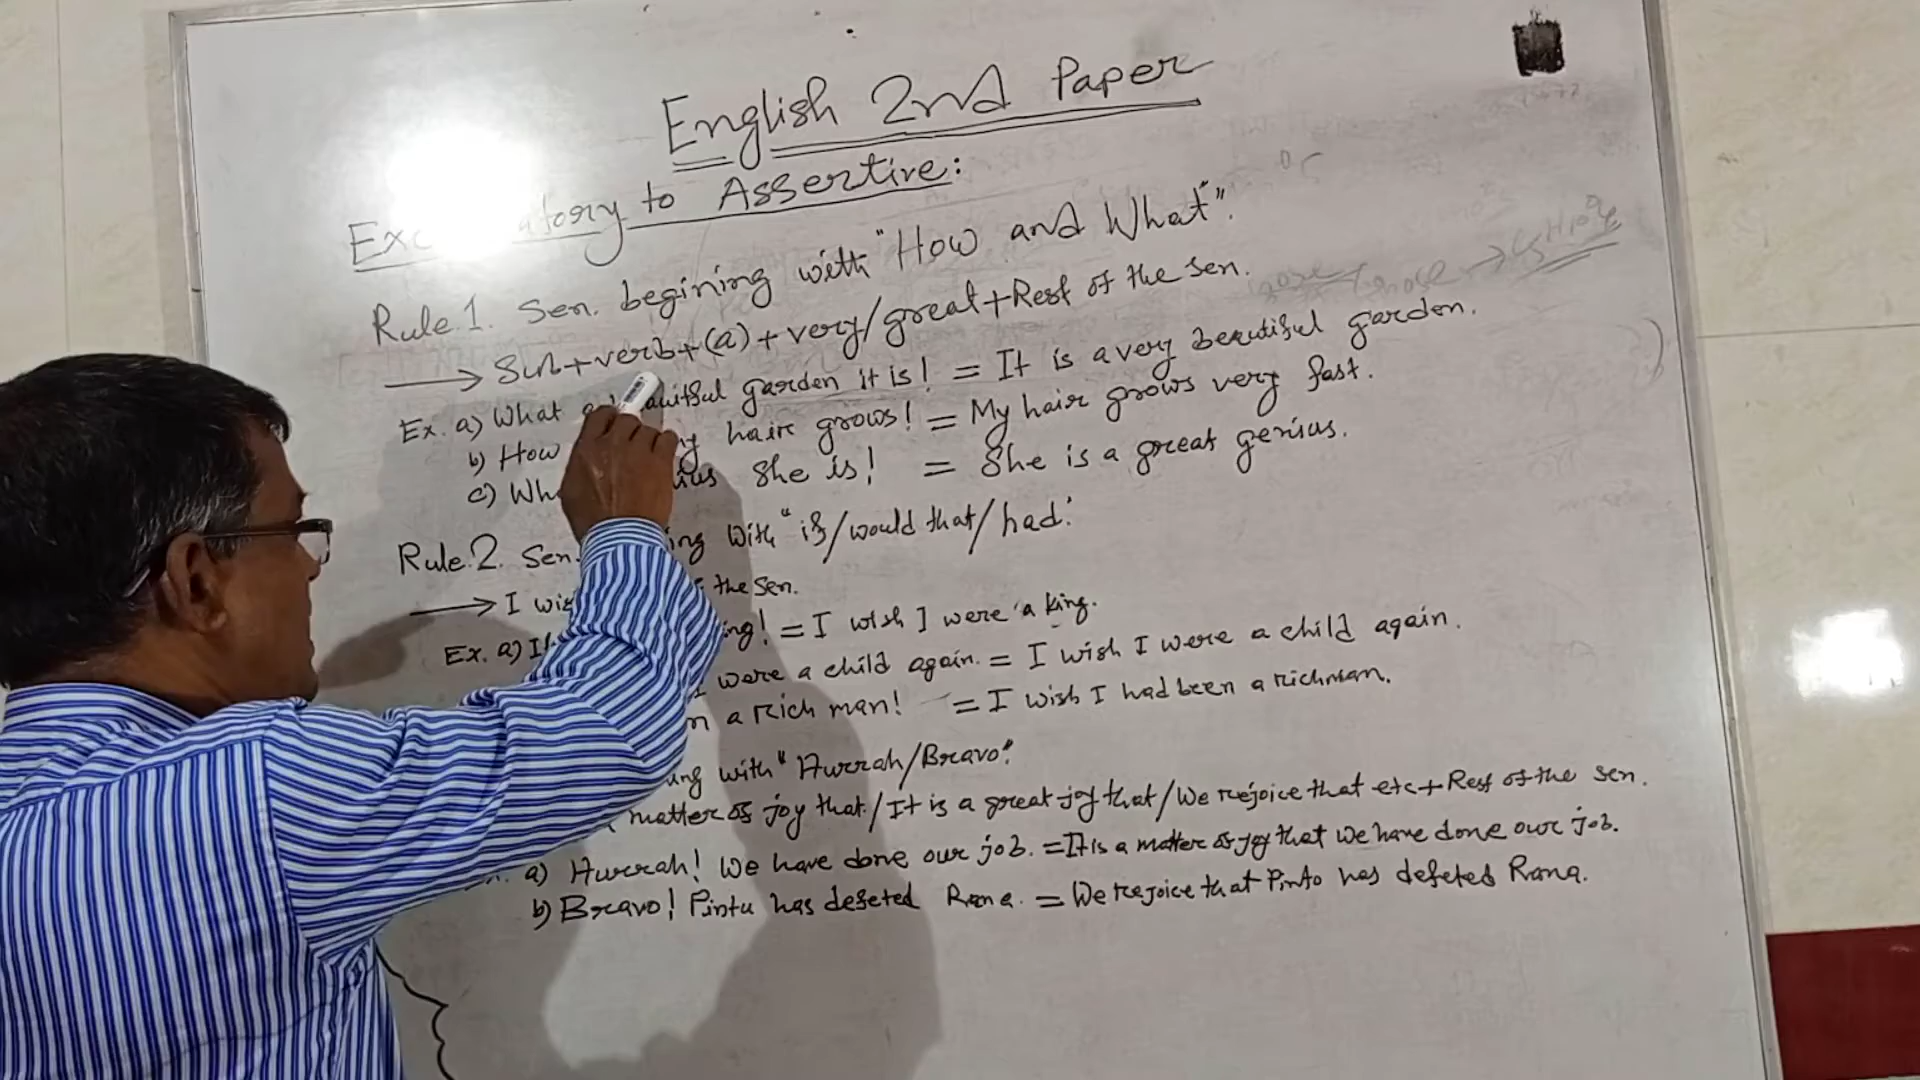 English 2nd Paper
to Assertive:
Rule.1. Sen. begining with "How and What".
Sub+verb+(a)+very/great+Rest of the sen.
Ex. a) What garden it is! = It is a very beautiful garden.
b) How hair grows! = My hair grows very fast.
c) She is! = She is a great genius.
Rule.2. Sen. With "if/would that/had."
I the Sen.
Ex. a) = I wish I were a king.
were a child again. = I wish I were a child again.
a rich man! = I wish I had been a richman.
with "Hurrah/Bravo".
matter of joy that/It is a great joy that/We rejoice that etc+Rest of the sen.
a) Hurrah! We have done our job. =It is a matter of joy that we have done our job.
b) Bravo! Pintu has defeted Rana. = We rejoice that Pinto has defeted Rana.